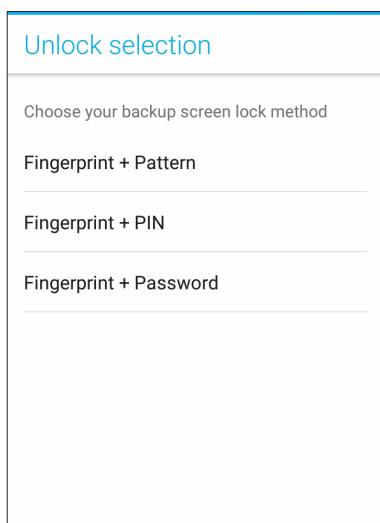 Unlock selection
Choose your backup screen lock method
Fingerprint + Pattern
Fingerprint + PIN
Fingerprint + Password